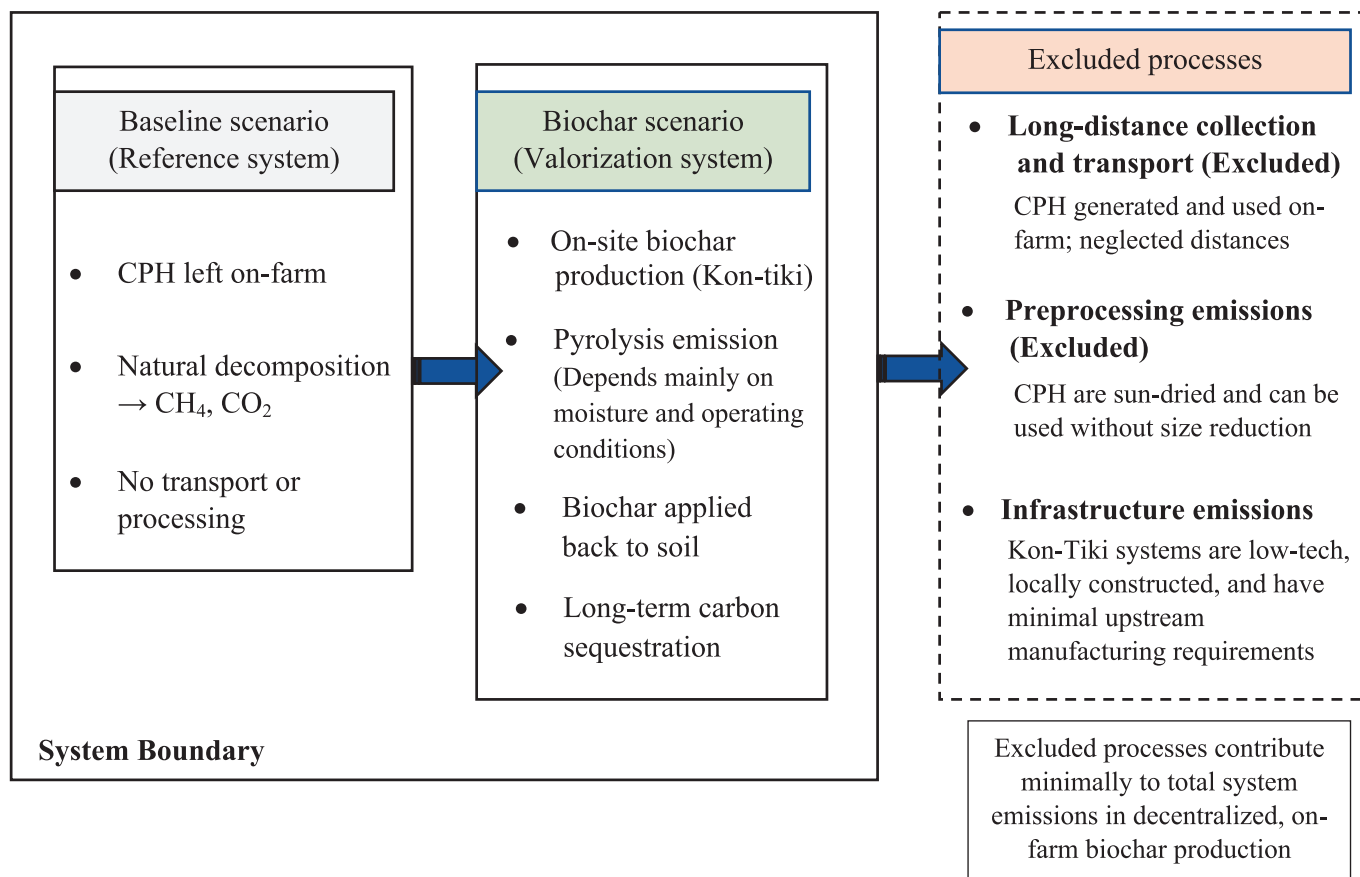 Baseline scenario
(Reference system)
• CPH left on-farm
• Natural decomposition
→ CH₄, CO₂
• No transport or
processing
Biochar scenario
(Valorization system)
• On-site biochar
production (Kon-tiki)
• Pyrolysis emission
(Depends mainly on
moisture and operating
conditions)
• Biochar applied
back to soil
• Long-term carbon
sequestration
System Boundary
Excluded processes
• Long-distance collection
and transport (Excluded)
CPH generated and used on-
farm; neglected distances
• Preprocessing emissions
(Excluded)
CPH are sun-dried and can be
used without size reduction
• Infrastructure emissions
Kon-Tiki systems are low-tech,
locally constructed, and have
minimal upstream
manufacturing requirements
Excluded processes contribute
minimally to total system
emissions in decentralized, on-
farm biochar production